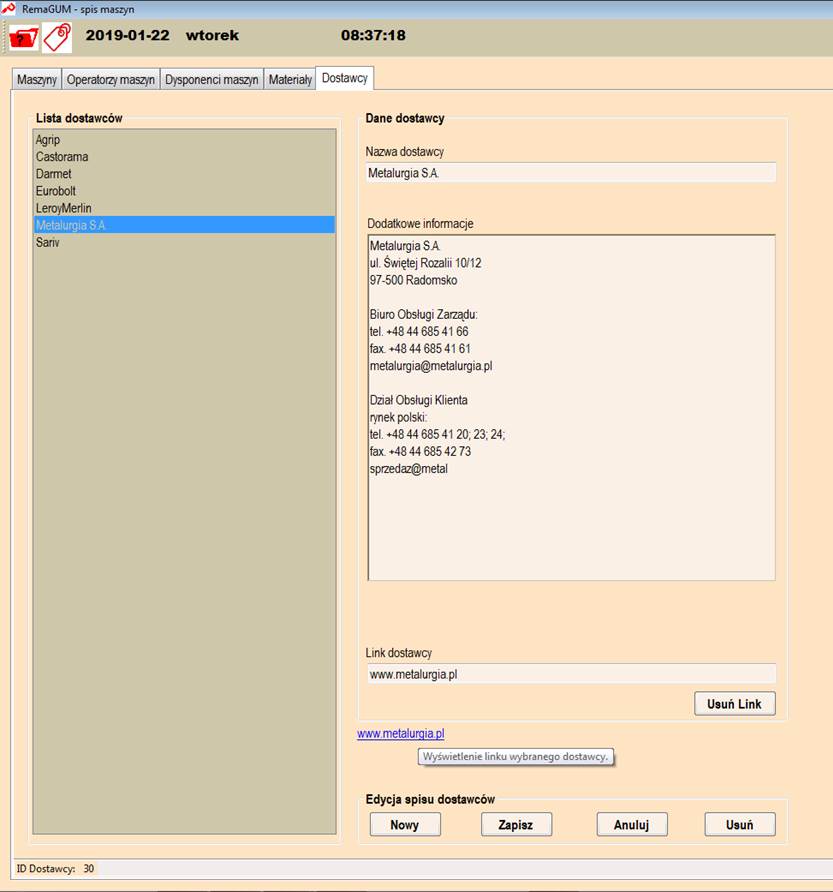 RemaGUM - spis maszyn
?
2019-01-22 wtorek 08:37:18
Maszyny Operatorzy maszyn Dysponenci maszyn Materiały Dostawcy
Lista dostawców
Agrip
Castorama
Darmet
Eurobolt
LeroyMerlin
Metalurgia S.A.
Sariv
Dane dostawcy
Nazwa dostawcy
Metalurgia S.A.
Dodatkowe informacje
Metalurgia S.A.
ul. Świętej Rozalii 10/12
97-500 Radomsko
Biuro Obsługi Zarządu:
tel. +48 44 685 41 66
fax. +48 44 685 41 61
metalurgia@metalurgia.pl
Dział Obsługi Klienta
rynek polski:
tel. +48 44 685 41 20; 23; 24;
fax. +48 44 685 42 73
sprzedaz@metal
Link dostawcy
www.metalurgia.pl
Usuń Link
www.metalurgia.pl
Wyświetlenie linku wybranego dostawcy.
Edycja spisu dostawców
Nowy Zapisz Anuluj Usuń
ID Dostawcy: 30